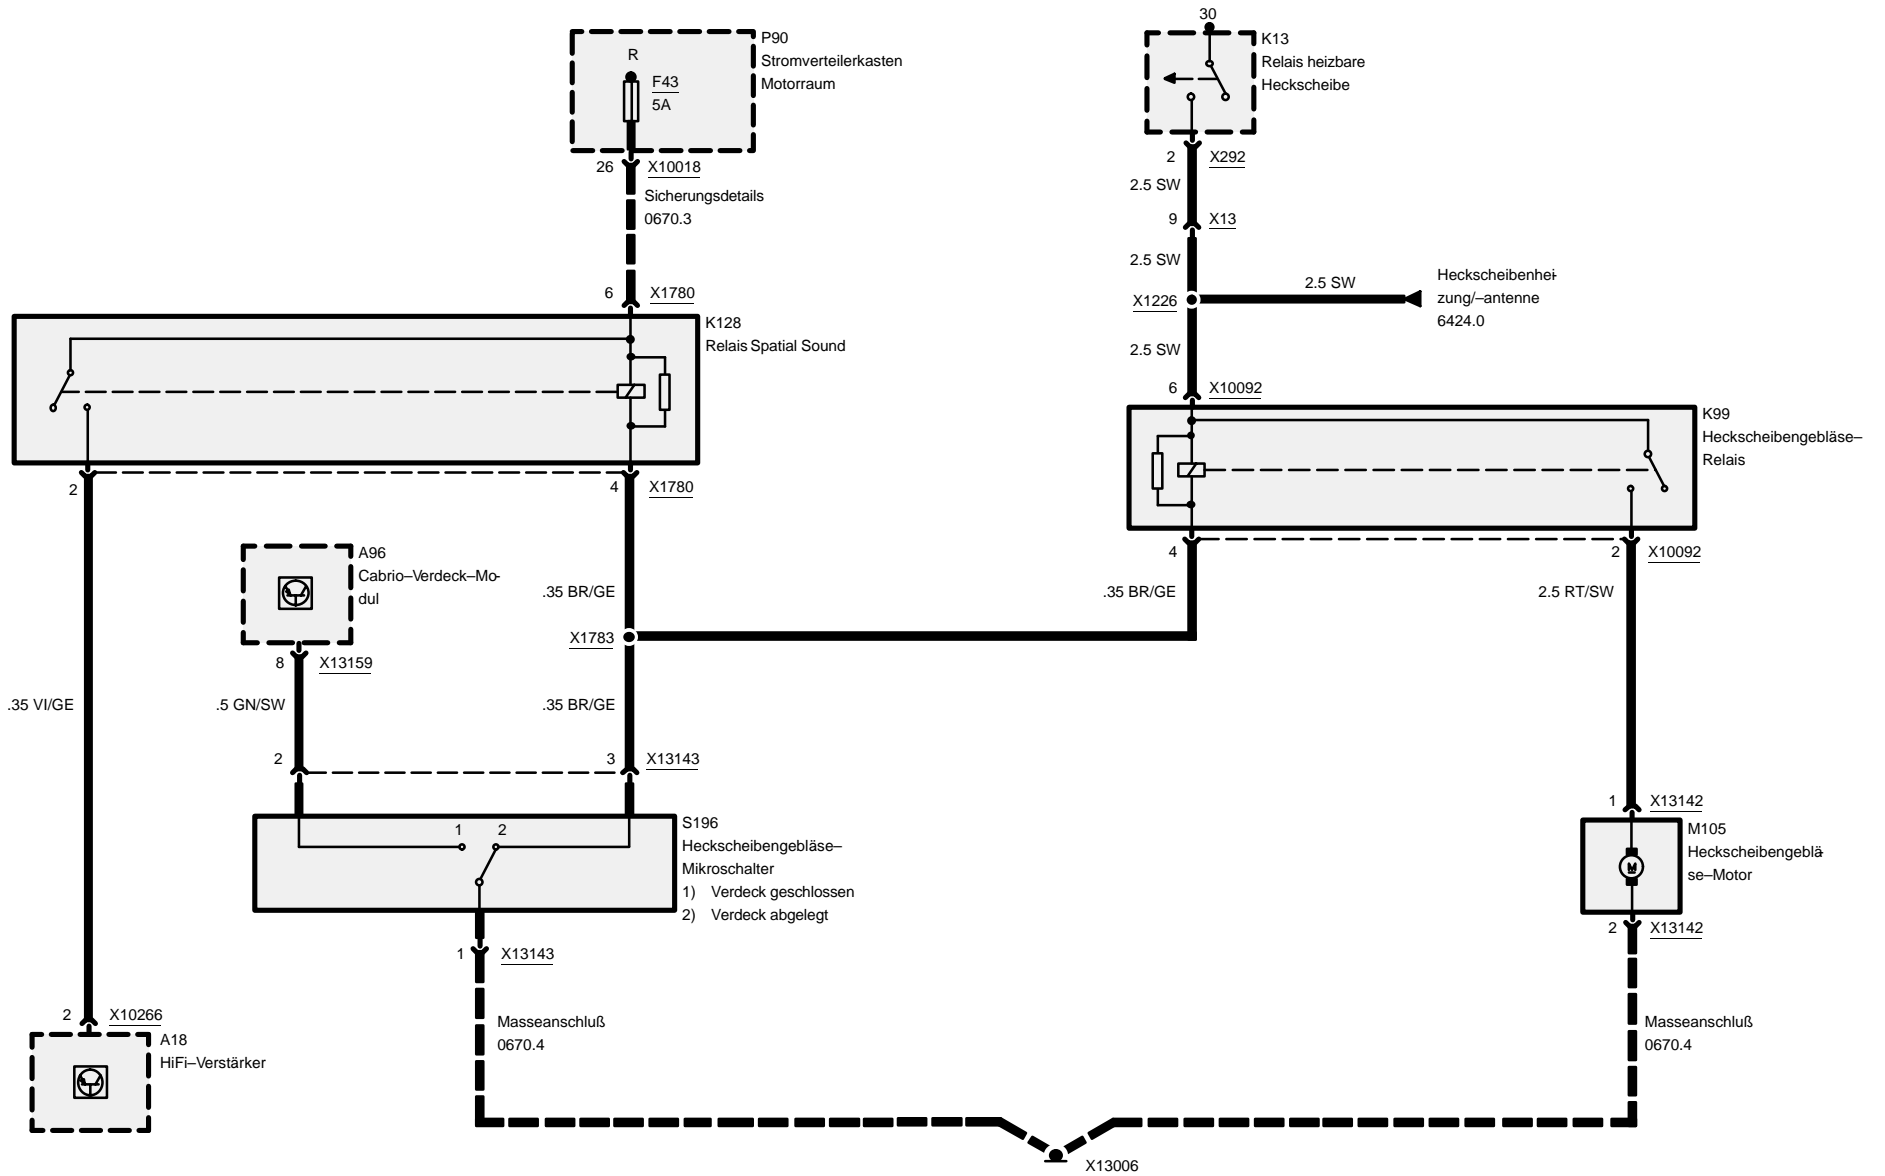 30
P90
Stromverteilerkasten
Motorraum
R
F43
5A
K13
Relais heizbare
Heckscheibe
26
X10018
Sicherungsdetails
0670.3
2
X292
2.5 SW
9
X13
2.5 SW
2.5 SW
Heckscheibenhei-
zung/–antenne
6424.0
X1226
6
X1780
K128
Relais Spatial Sound
2.5 SW
6
X10092
K99
Heckscheibengebläse–
Relais
2
4
X1780
4
2
X10092
A96
Cabrio–Verdeck–Mo-
dul
.35 BR/GE
.35 BR/GE
2.5 RT/SW
X1783
8
X13159
.35 VI/GE
.5 GN/SW
.35 BR/GE
2
3
X13143
1
X13142
S196
Heckscheibengebläse–
Mikroschalter
1) Verdeck geschlossen
2) Verdeck abgelegt
1
2
M105
Heckscheibengeblä-
se–Motor
M
2
X13142
1
X13143
2
X10266
A18
HiFi–Verstärker
Masseanschluß
0670.4
Masseanschluß
0670.4
X13006